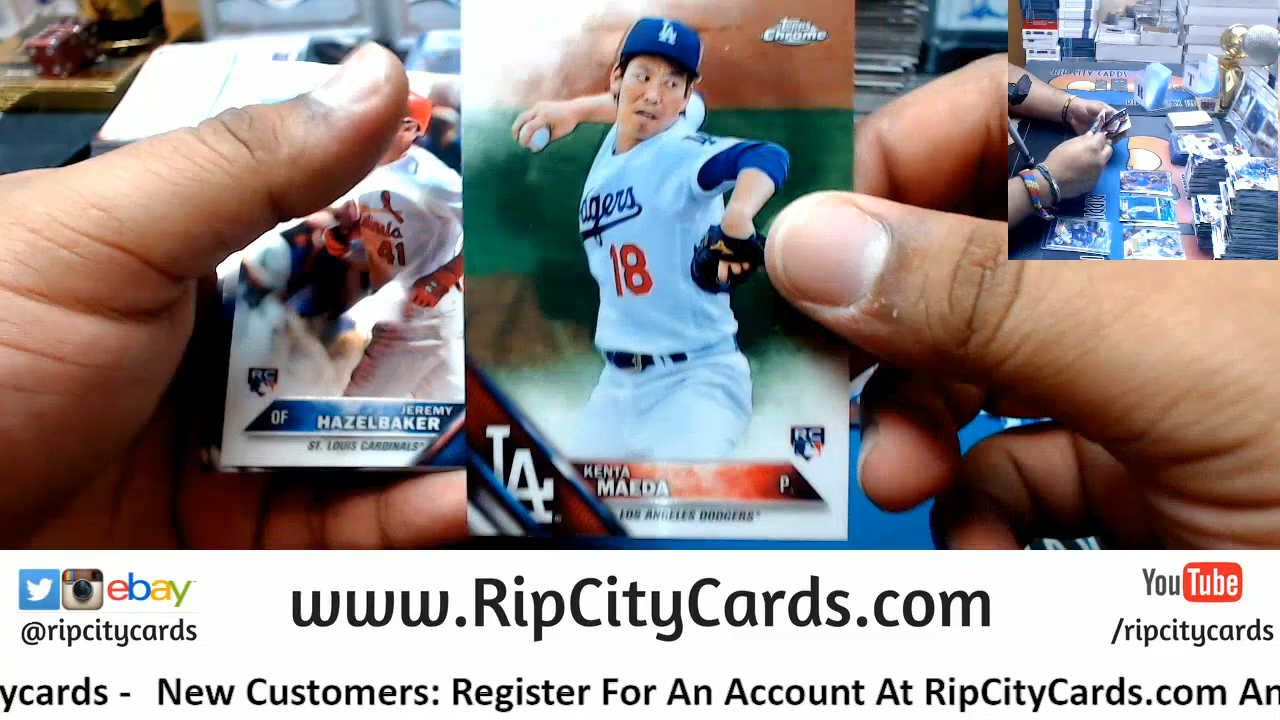 LA
Topps
Chrome
agers
18
41
RC
OF
JEREMY
HAZELBAKER
ST. LOUIS CARDINALS
RC
LA
KENTA
MAEDA
P.
LOS ANGELES DODGERS
RIP CITY CARDS
ebay
@ripcitycards
www.RipCityCards.com
YouTube
/ripcitycards
ycards - New Customers: Register For An Account At RipCityCards.com An